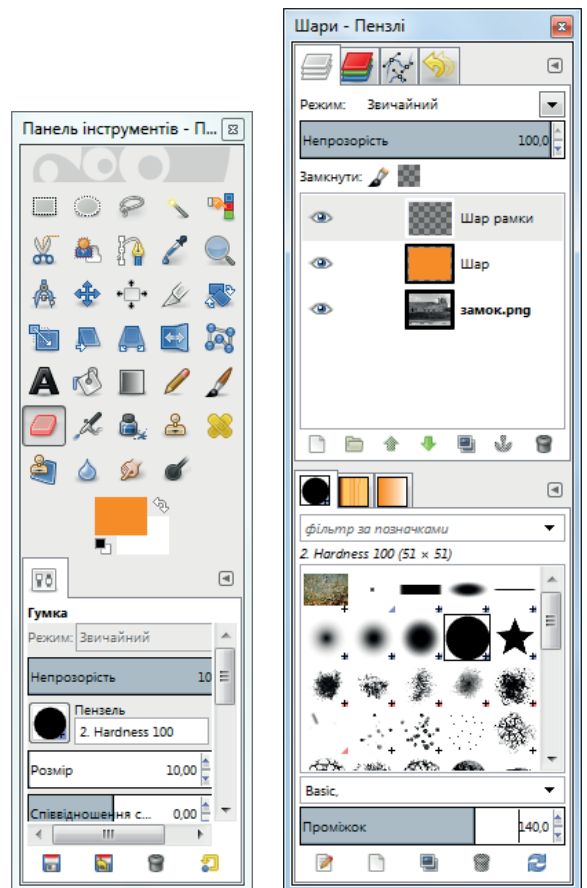 Панель інструментів - П...
Гумка
Режим: Звичайний
Непрозорість 10
Пензель
2. Hardness 100
Розмір 10,00
Співвідношення с... 0,00
Шари - Пензлі
Режим: Звичайний
Непрозорість 100,0
Замкнути:
Шар рамки
Шар
замок.png
фільтр за позначками
2. Hardness 100 (51 × 51)
Basic,
Проміжок 140,0